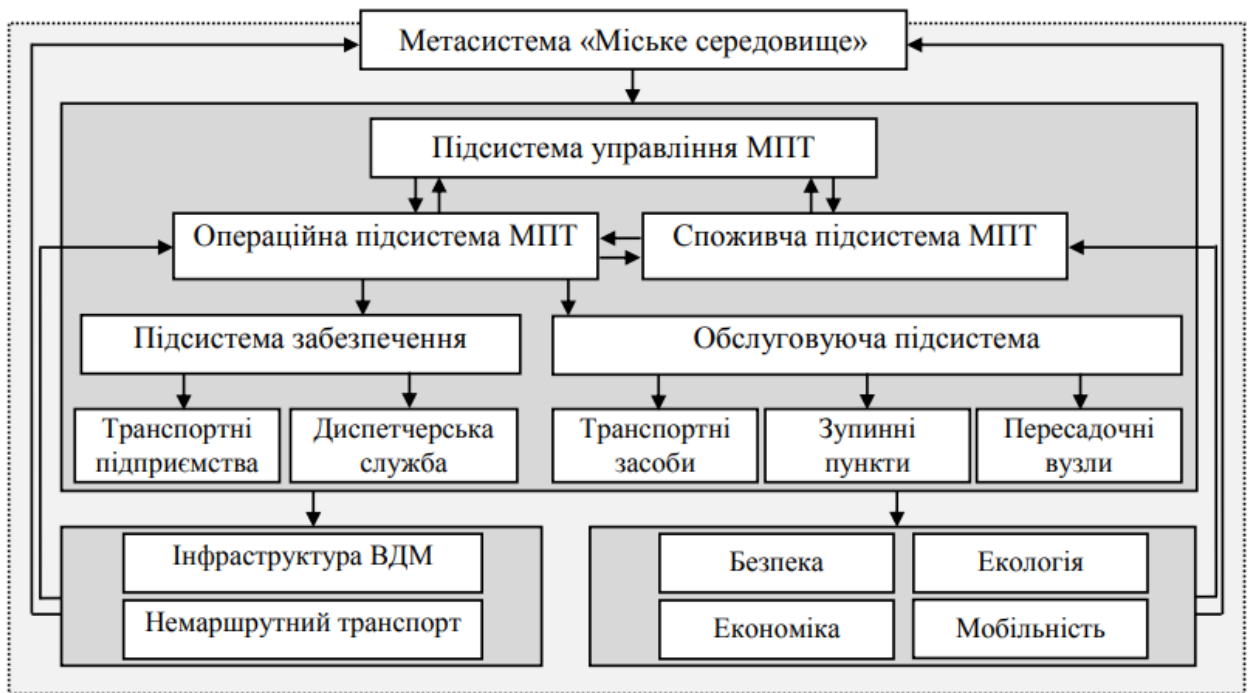 Метасистема «Міське середовище»
Підсистема управління МПТ
Операційна підсистема МПТ
Споживча підсистема МПТ
Підсистема забезпечення
Обслуговуюча підсистема
Транспортні
підприємства
Диспетчерська
служба
Транспортні
засоби
Зупинні
пункти
Пересадочні
вузли
Інфраструктура ВДМ
Немаршрутний транспорт
Безпека
Екологія
Економіка
Мобільність